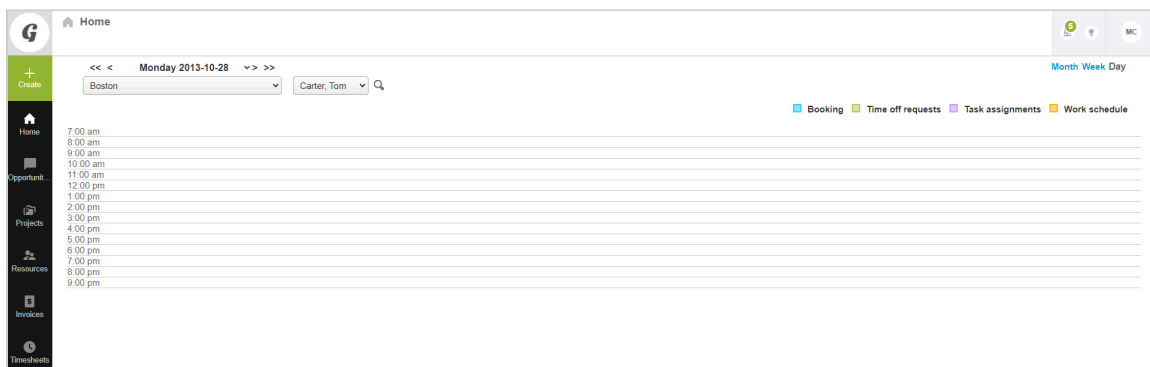 G
Home
5
MC
Create
<< < Monday 2013-10-28 > >>
Month Week Day
Boston
Carter, Tom
Booking Time off requests Task assignments Work schedule
Home
7:00 am
8:00 am
9:00 am
10:00 am
11:00 am
12:00 pm
1:00 pm
2:00 pm
3:00 pm
4:00 pm
5:00 pm
6:00 pm
7:00 pm
8:00 pm
9:00 pm
Opportunit...
Projects
Resources
Invoices
Timesheets